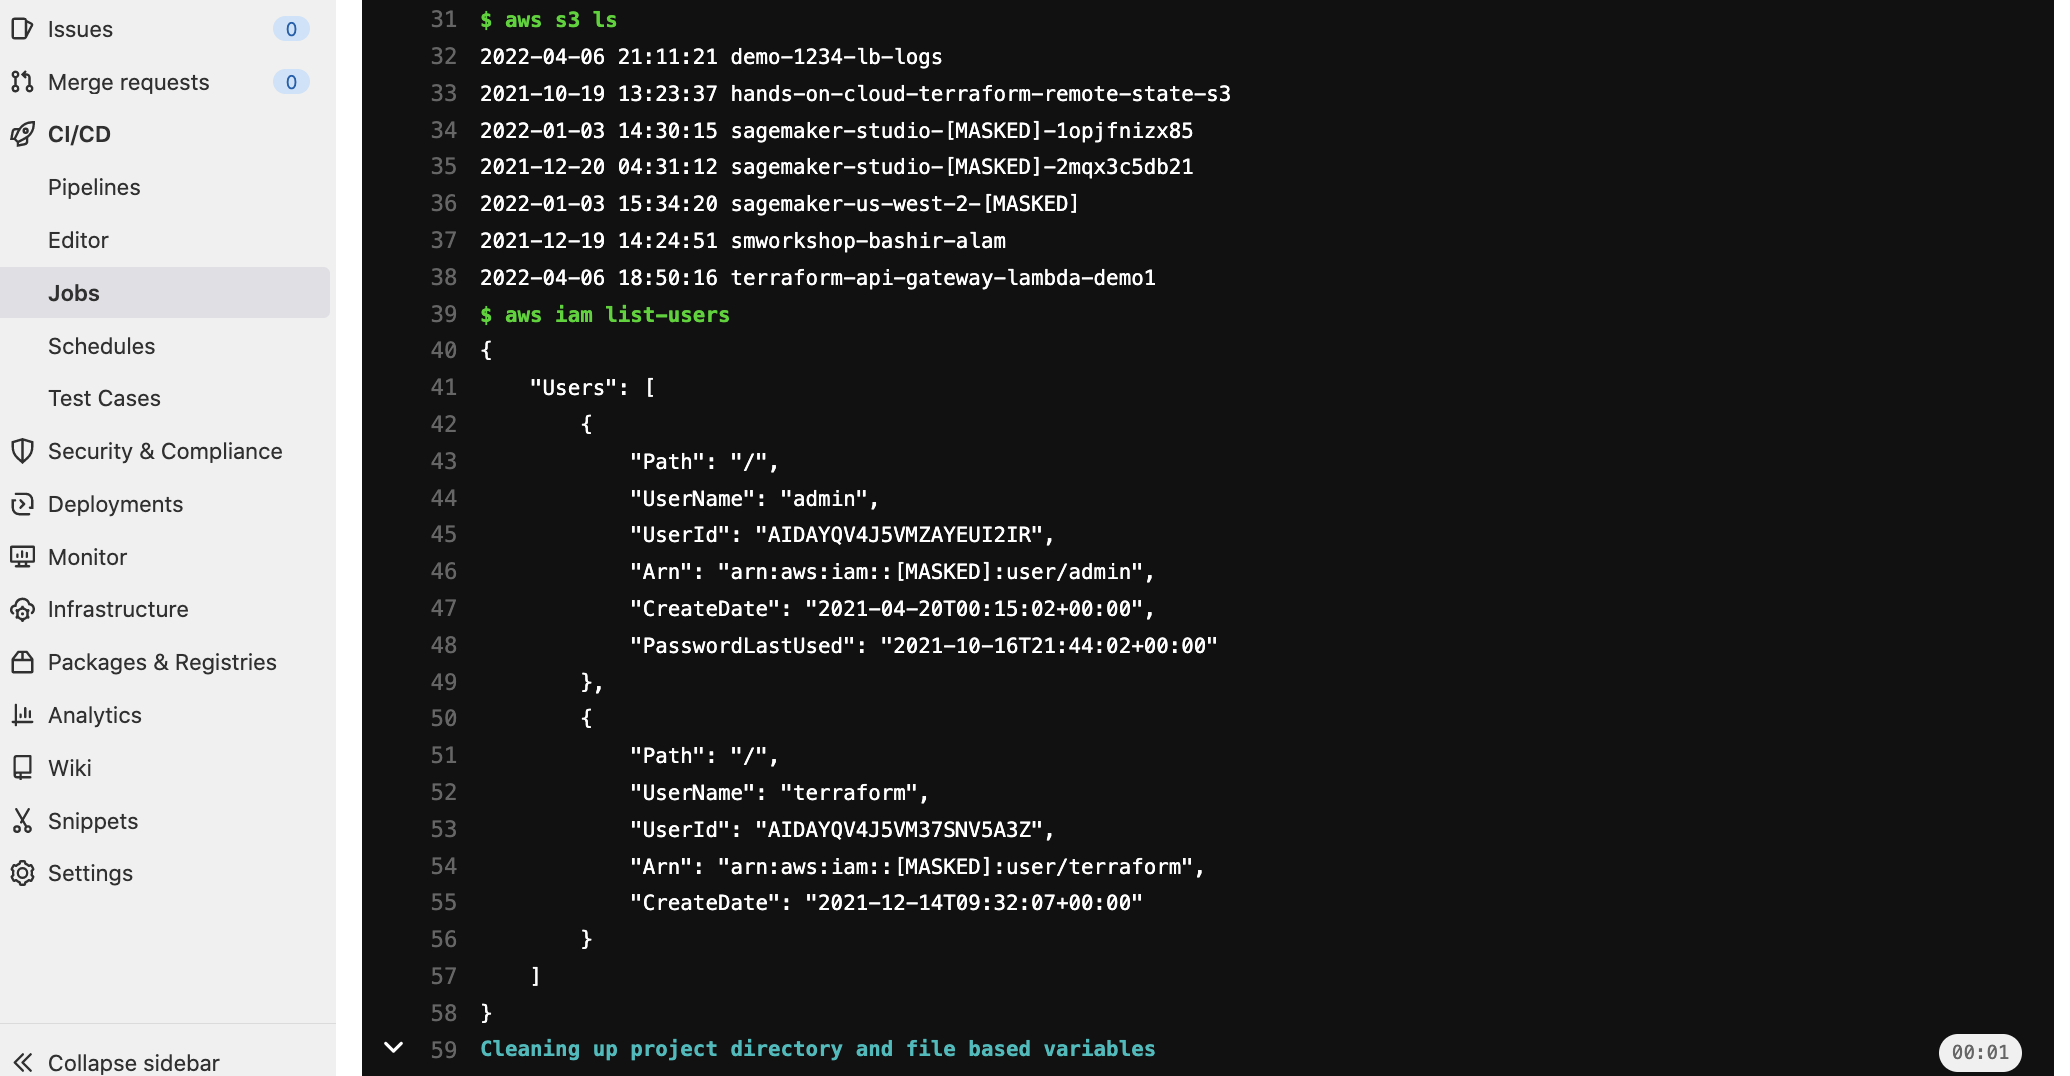 Issues 0
Merge requests 0
CI/CD
Pipelines
Editor
Jobs
Schedules
Test Cases
Security & Compliance
Deployments
Monitor
Infrastructure
Packages & Registries
Analytics
Wiki
Snippets
Settings
Collapse sidebar
31 $ aws s3 ls
32 2022-04-06 21:11:21 demo-1234-lb-logs
33 2021-10-19 13:23:37 hands-on-cloud-terraform-remote-state-s3
34 2022-01-03 14:30:15 sagemaker-studio-[MASKED]-1opjfnizx85
35 2021-12-20 04:31:12 sagemaker-studio-[MASKED]-2mqx3c5db21
36 2022-01-03 15:34:20 sagemaker-us-west-2-[MASKED]
37 2021-12-19 14:24:51 smworkshop-bashir-alam
38 2022-04-06 18:50:16 terraform-api-gateway-lambda-demo1
39 $ aws iam list-users
40 {
41     "Users": [
42         {
43             "Path": "/",
44             "UserName": "admin",
45             "UserId": "AIDAYQV4J5VMZAYEUI2IR",
46             "Arn": "arn:aws:iam::[MASKED]:user/admin",
47             "CreateDate": "2021-04-20T00:15:02+00:00",
48             "PasswordLastUsed": "2021-10-16T21:44:02+00:00"
49         },
50         {
51             "Path": "/",
52             "UserName": "terraform",
53             "UserId": "AIDAYQV4J5VM37SNV5A3Z",
54             "Arn": "arn:aws:iam::[MASKED]:user/terraform",
55             "CreateDate": "2021-12-14T09:32:07+00:00"
56         }
57     ]
58 }
59 Cleaning up project directory and file based variables 00:01